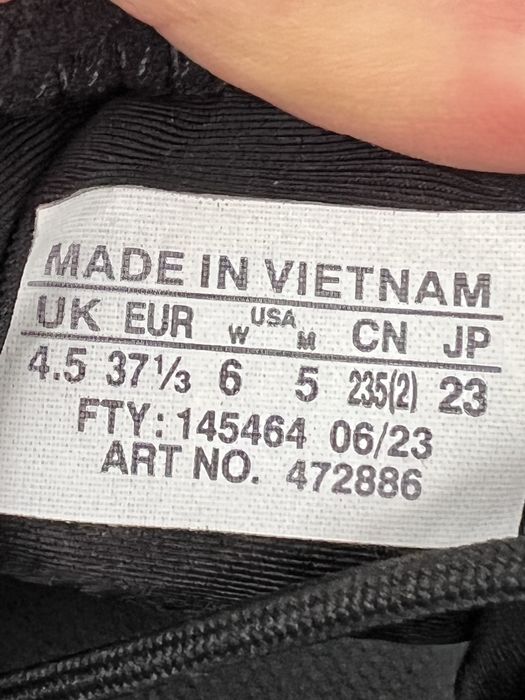 MADE IN VIETNAM
UK EUR USA W M CN JP
4.5 37⅓ 6 5 235(2) 23
FTY: 145464 06/23
ART NO. 472886